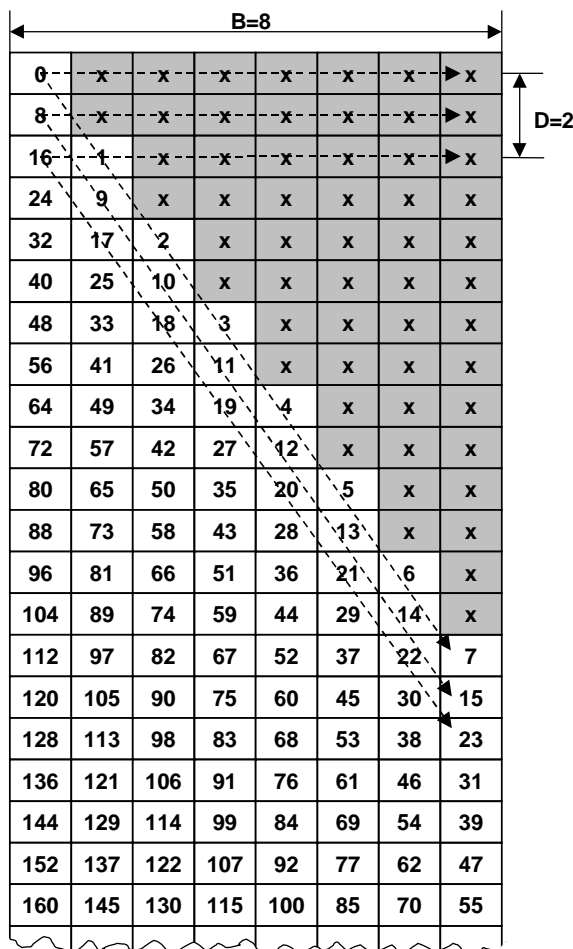 B=8
0 x x x x x x x
8 x x x x x x x
D=2
16 1 x x x x x x
24 9 x x x x x x
32 17 2 x x x x x
40 25 10 x x x x x
48 33 18 3 x x x x
56 41 26 11 x x x x
64 49 34 19 4 x x x
72 57 42 27 12 x x x
80 65 50 35 20 5 x x
88 73 58 43 28 13 x x
96 81 66 51 36 21 6 x
104 89 74 59 44 29 14 x
112 97 82 67 52 37 22 7
120 105 90 75 60 45 30 15
128 113 98 83 68 53 38 23
136 121 106 91 76 61 46 31
144 129 114 99 84 69 54 39
152 137 122 107 92 77 62 47
160 145 130 115 100 85 70 55